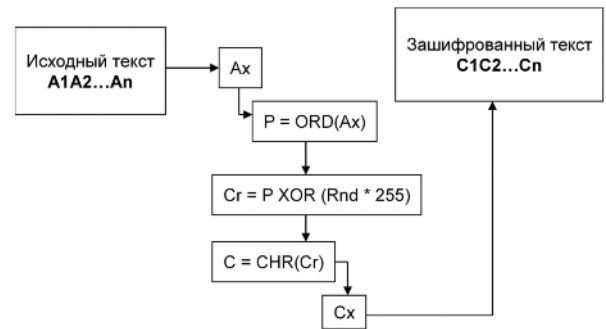 Исходный текст
A1A2...An
Ax
P = ORD(Ax)
Cr = P XOR (Rnd * 255)
C = CHR(Cr)
Cx
Зашифрованный текст
C1C2...Cn